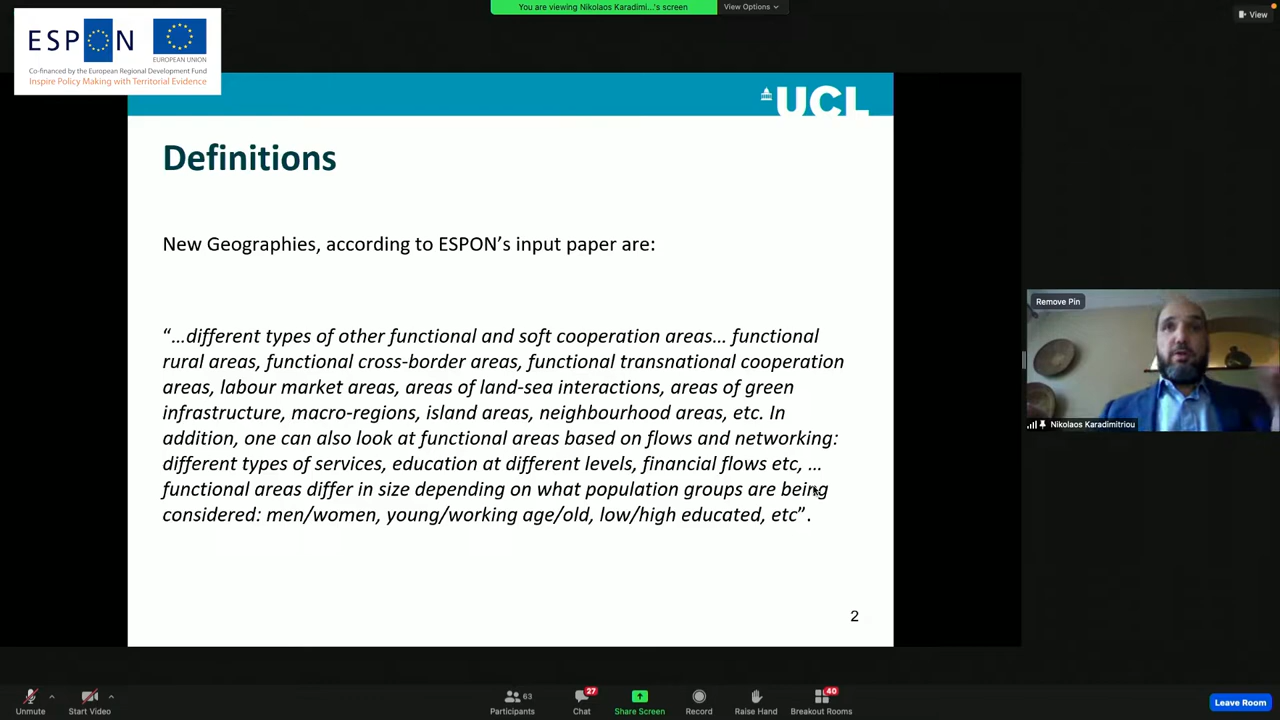 You are viewing Nikolaos Karadimi...'s screen
View Options
View
ESPON
EUROPEAN UNION
Co-financed by the European Regional Development Fund
Inspire Policy Making with Territorial Evidence
UCL
Definitions
New Geographies, according to ESPON’s input paper are:
“…different types of other functional and soft cooperation areas… functional
rural areas, functional cross-border areas, functional transnational cooperation
areas, labour market areas, areas of land-sea interactions, areas of green
infrastructure, macro-regions, island areas, neighbourhood areas, etc. In
addition, one can also look at functional areas based on flows and networking:
different types of services, education at different levels, financial flows etc, …
functional areas differ in size depending on what population groups are being
considered: men/women, young/working age/old, low/high educated, etc”.
2
Remove Pin
Nikolaos Karadimitriou
Unmute
Start Video
Participants
63
Chat
27
Share Screen
Record
Raise Hand
Breakout Rooms
40
Leave Room